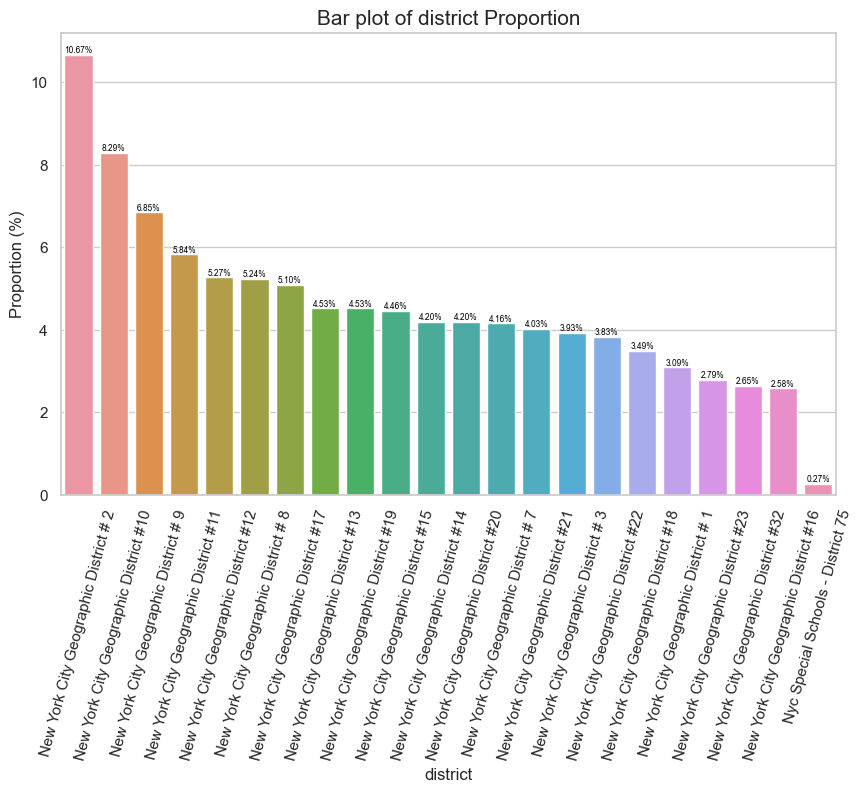 Bar plot of district Proportion
Proportion (%)
10
8
6
4
2
0
10.67%
8.29%
6.85%
5.84%
5.27%
5.24%
5.10%
4.53%
4.53%
4.46%
4.20%
4.20%
4.16%
4.03%
3.93%
3.83%
3.49%
3.09%
2.79%
2.65%
2.58%
0.27%
New York City Geographic District # 2
New York City Geographic District #10
New York City Geographic District # 9
New York City Geographic District #11
New York City Geographic District #12
New York City Geographic District # 8
New York City Geographic District #17
New York City Geographic District #13
New York City Geographic District #19
New York City Geographic District #15
New York City Geographic District #14
New York City Geographic District #20
New York City Geographic District # 7
New York City Geographic District #21
New York City Geographic District # 3
New York City Geographic District #22
New York City Geographic District #18
New York City Geographic District # 1
New York City Geographic District #23
New York City Geographic District #32
New York City Geographic District #16
Nyc Special Schools - District 75
district